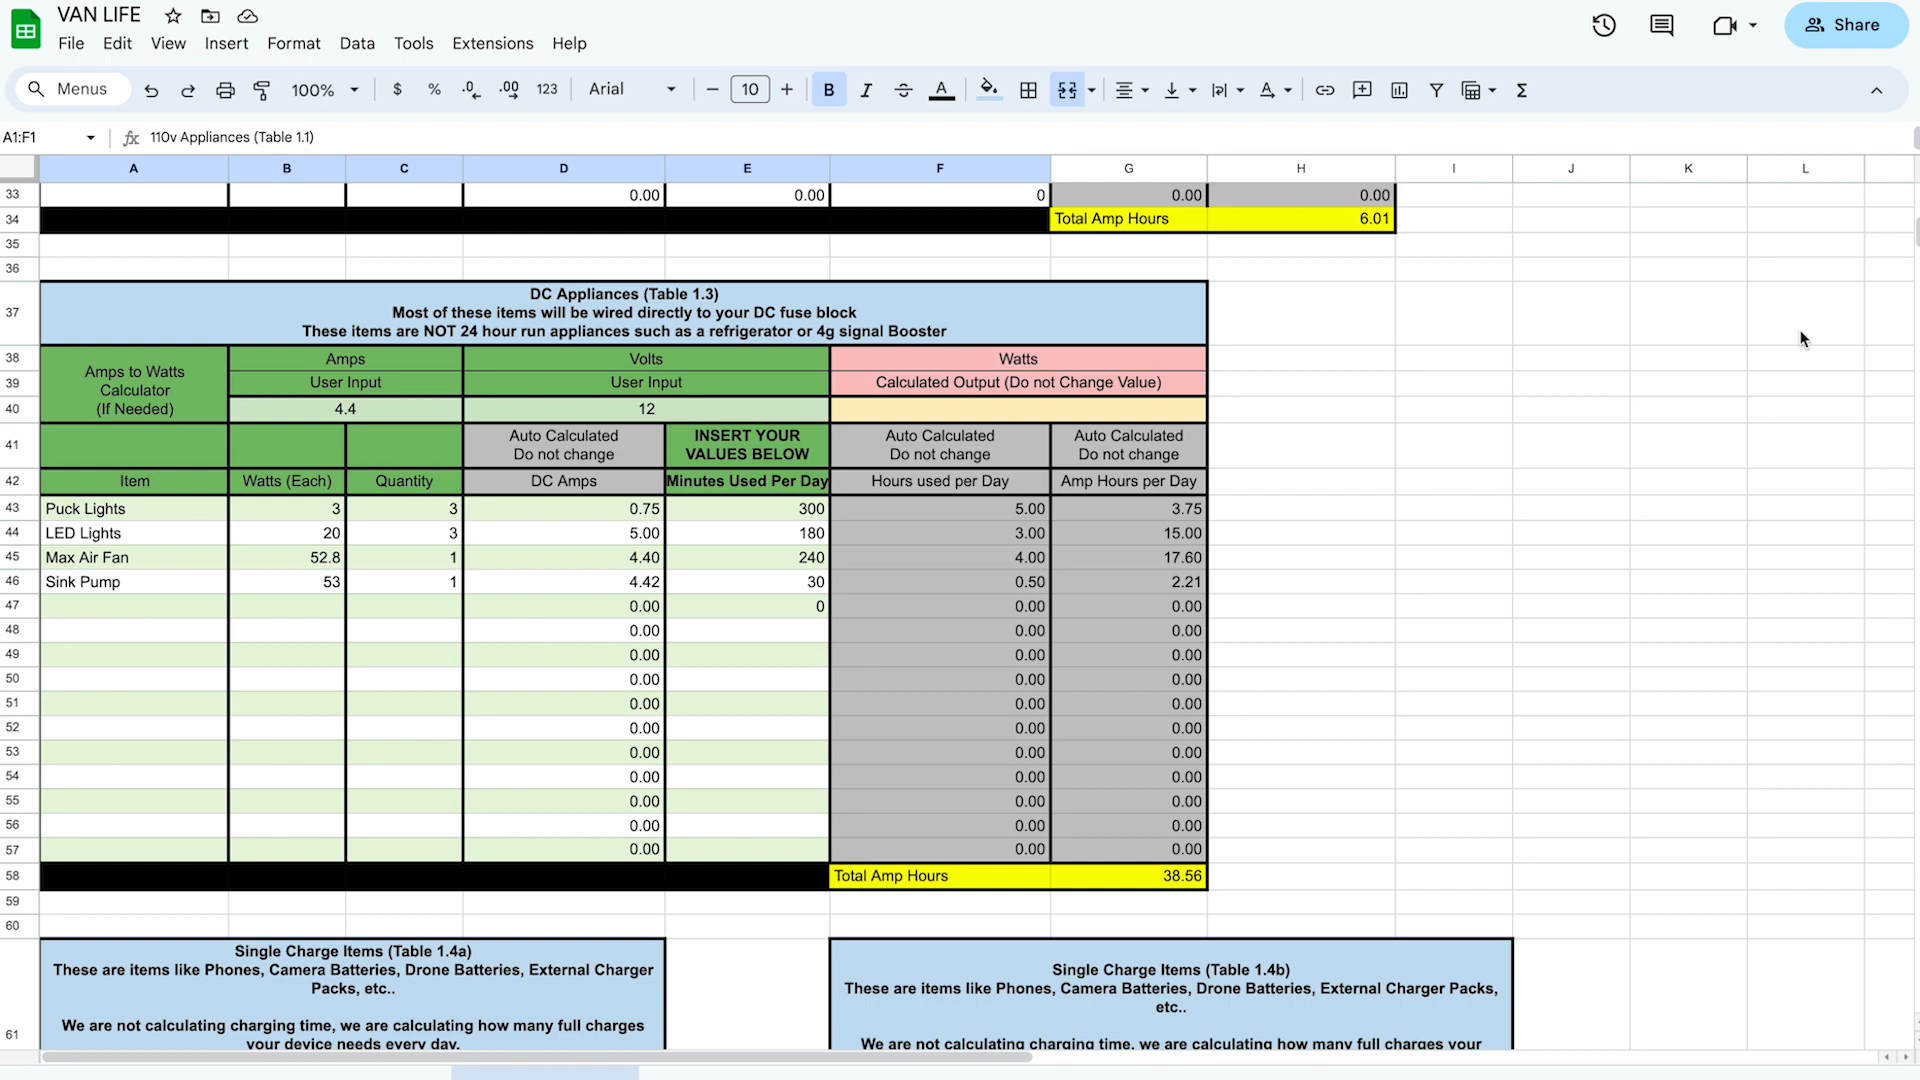 VAN LIFE
File Edit View Insert Format Data Tools Extensions Help
Share
Menus 100% $ % .0 .00 123 Arial 10 B I S A A Σ
A1:F1 fx 110v Appliances (Table 1.1)
A B C D E F G H I J K L
33 0.00 0.00 0 0.00 0.00
34 Total Amp Hours 6.01
35
36
37 DC Appliances (Table 1.3)
Most of these items will be wired directly to your DC fuse block
These items are NOT 24 hour run appliances such as a refrigerator or 4g signal Booster
38 Amps Volts Watts
Amps to Watts
Calculator
(If Needed)
39 User Input User Input Calculated Output (Do not Change Value)
40 4.4 12
41 Auto Calculated
Do not change
INSERT YOUR
VALUES BELOW
Auto Calculated
Do not change
Auto Calculated
Do not change
42 Item Watts (Each) Quantity DC Amps Minutes Used Per Day Hours used per Day Amp Hours per Day
43 Puck Lights 3 3 0.75 300 5.00 3.75
44 LED Lights 20 3 5.00 180 3.00 15.00
45 Max Air Fan 52.8 1 4.40 240 4.00 17.60
46 Sink Pump 53 1 4.42 30 0.50 2.21
47 0.00 0 0.00 0.00
48 0.00 0.00 0.00
49 0.00 0.00 0.00
50 0.00 0.00 0.00
51 0.00 0.00 0.00
52 0.00 0.00 0.00
53 0.00 0.00 0.00
54 0.00 0.00 0.00
55 0.00 0.00 0.00
56 0.00 0.00 0.00
57 0.00 0.00 0.00
58 Total Amp Hours 38.56
59
60
61
Single Charge Items (Table 1.4a)
These are items like Phones, Camera Batteries, Drone Batteries, External Charger
Packs, etc..
We are not calculating charging time, we are calculating how many full charges
your device needs every day.
Single Charge Items (Table 1.4b)
These are items like Phones, Camera Batteries, Drone Batteries, External Charger Packs,
etc..
We are not calculating charging time, we are calculating how many full charges your